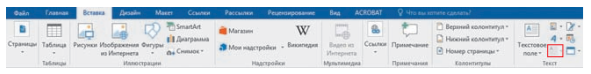 Файл Главная Вставка Дизайн Макет Ссылки Рассылки Рецензирование Вид ACROBAT Что вы хотите сделать?
Страницы Таблица Рисунки Изображения из Интернета Фигуры SmartArt Диаграмма Снимок Магазин Мои надстройки Википедия Видео из Интернета Ссылки Примечание Верхний колонтитул Нижний колонтитул Номер страницы Текстовое поле
Таблицы Иллюстрации Надстройки Мультимедиа Примечания Колонтитулы Текст